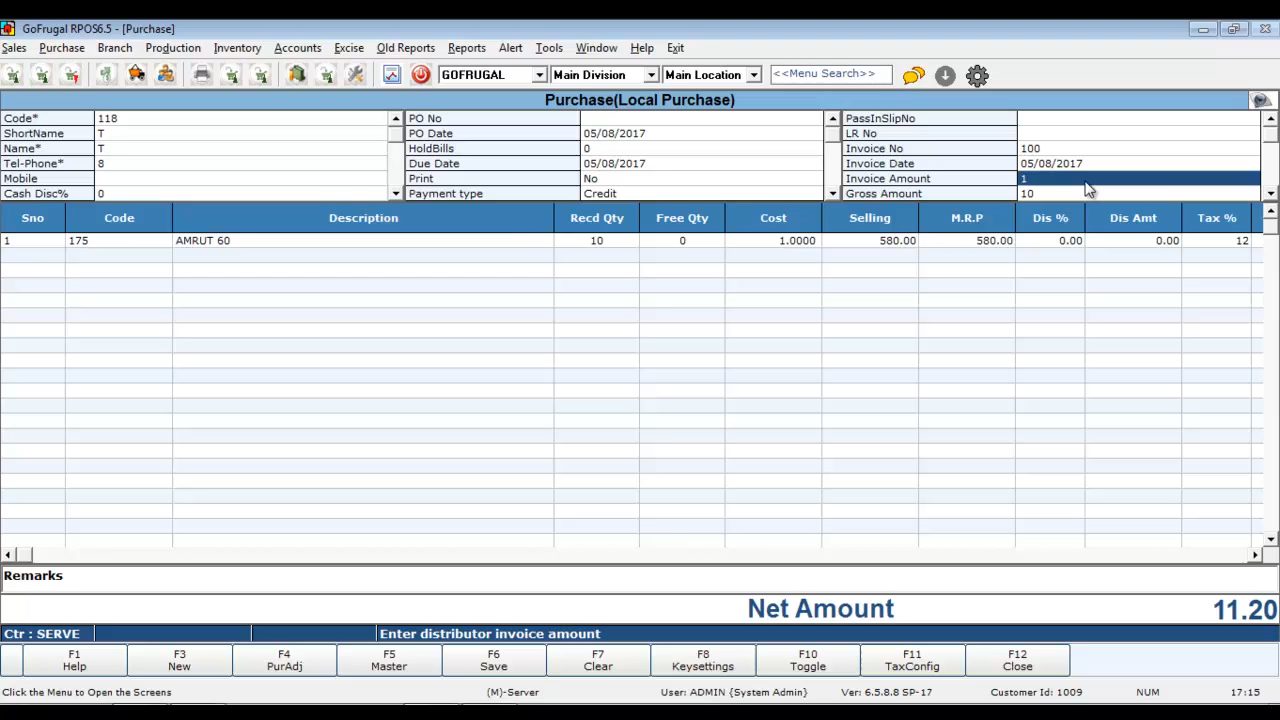 GoFrugal RPOS6.5 - [Purchase]
Sales Purchase Branch Production Inventory Accounts Excise Old Reports Reports Alert Tools Window Help Exit
GOFRUGAL Main Division Main Location <<Menu Search>>
Purchase(Local Purchase)
Code* 118 PO No PassInSlipNo
ShortName T PO Date 05/08/2017 LR No
Name* T HoldBills 0 Invoice No 100
Tel-Phone* 8 Due Date 05/08/2017 Invoice Date 05/08/2017
Mobile Print No Invoice Amount 1
Cash Disc% 0 Payment type Credit Gross Amount 10
Sno Code Description Recd Qty Free Qty Cost Selling M.R.P Dis % Dis Amt Tax %
1 175 AMRUT 60 10 0 1.0000 580.00 580.00 0.00 0.00 12
Remarks
Net Amount 11.20
Ctr : SERVE Enter distributor invoice amount
F1 F3 F4 F5 F6 F7 F8 F10 F11 F12
Help New PurAdj Master Save Clear Keysettings Toggle TaxConfig Close
Click the Menu to Open the Screens (M)-Server User: ADMIN {System Admin} Ver: 6.5.8.8 SP-17 Customer Id: 1009 NUM 17:15